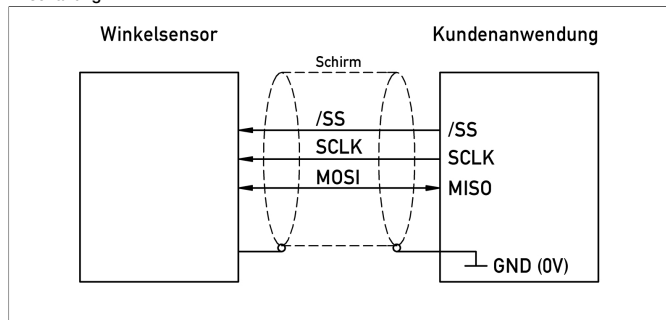 Winkelsensor
Kundenanwendung
Schirm
/SS
/SS
SCLK
SCLK
MOSI
MISO
GND (0V)